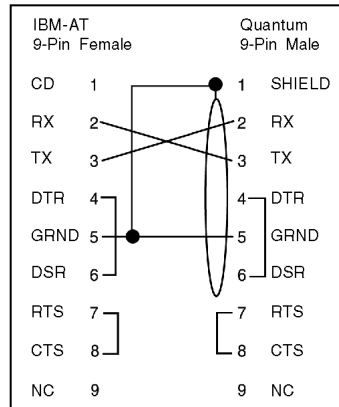 IBM-AT Quantum
9-Pin Female 9-Pin Male
CD 1 1 SHIELD
RX 2 2 RX
TX 3 3 TX
DTR 4 4 DTR
GRND 5 5 GRND
DSR 6 6 DSR
RTS 7 7 RTS
CTS 8 8 CTS
NC 9 9 NC